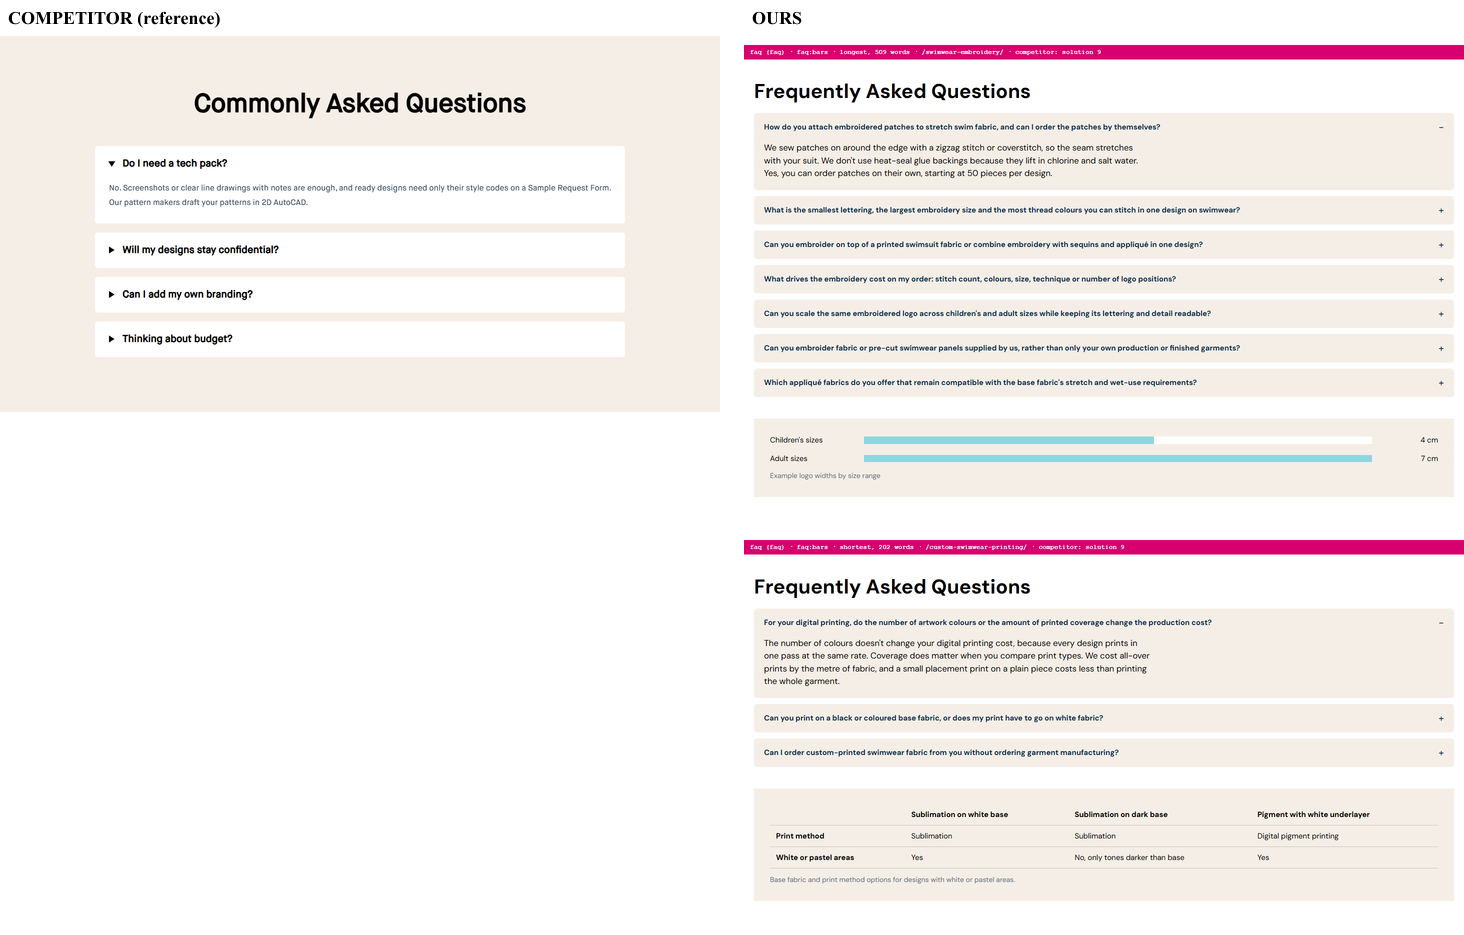 COMPETITOR (reference)
Commonly Asked Questions
▼ Do I need a tech pack?
No. Screenshots or clear line drawings with notes are enough, and ready designs need only their style codes on a Sample Request Form.
Our pattern makers draft your patterns in 2D AutoCAD.
▶ Will my designs stay confidential?
▶ Can I add my own branding?
▶ Thinking about budget?
OURS
faq (faq) · faq:bars · longest, 509 words · /swimwear-embroidery/ · competitor: solution 9
Frequently Asked Questions
How do you attach embroidered patches to stretch swim fabric, and can I order the patches by themselves? −
We sew patches on around the edge with a zigzag stitch or coverstitch, so the seam stretches
with your suit. We don't use heat-seal glue backings because they lift in chlorine and salt water.
Yes, you can order patches on their own, starting at 50 pieces per design.
What is the smallest lettering, the largest embroidery size and the most thread colours you can stitch in one design on swimwear? +
Can you embroider on top of a printed swimsuit fabric or combine embroidery with sequins and appliqué in one design? +
What drives the embroidery cost on my order: stitch count, colours, size, technique or number of logo positions? +
Can you scale the same embroidered logo across children's and adult sizes while keeping its lettering and detail readable? +
Can you embroider fabric or pre-cut swimwear panels supplied by us, rather than only your own production or finished garments? +
Which appliqué fabrics do you offer that remain compatible with the base fabric's stretch and wet-use requirements? +
Children's sizes 4 cm
Adult sizes 7 cm
Example logo widths by size range
faq (faq) · faq:bars · shortest, 202 words · /custom-swimwear-printing/ · competitor: solution 9
Frequently Asked Questions
For your digital printing, do the number of artwork colours or the amount of printed coverage change the production cost? −
The number of colours doesn't change your digital printing cost, because every design prints in
one pass at the same rate. Coverage does matter when you compare print types. We cost all-over
prints by the metre of fabric, and a small placement print on a plain piece costs less than printing
the whole garment.
Can you print on a black or coloured base fabric, or does my print have to go on white fabric? +
Can I order custom-printed swimwear fabric from you without ordering garment manufacturing? +
Sublimation on white base Sublimation on dark base Pigment with white underlayer
Print method Sublimation Sublimation Digital pigment printing
White or pastel areas Yes No, only tones darker than base Yes
Base fabric and print method options for designs with white or pastel areas.